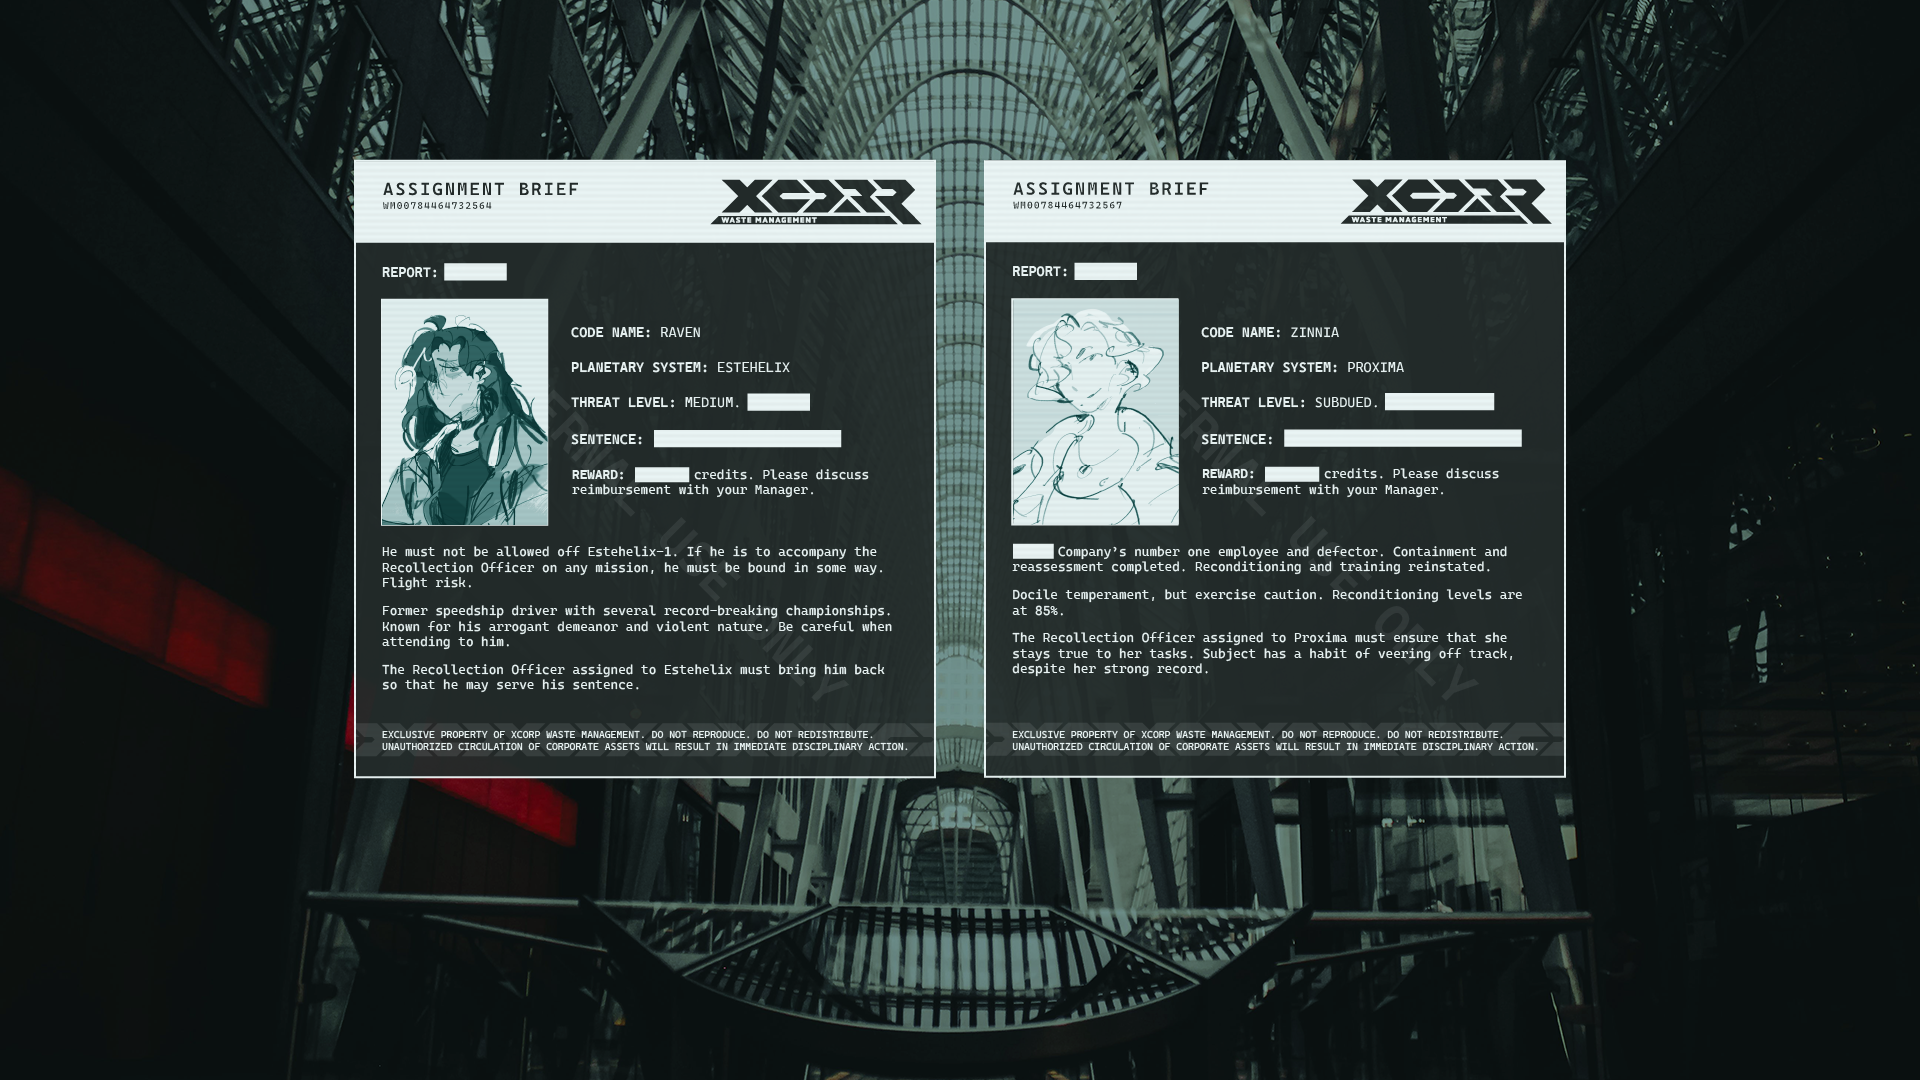 ASSIGNMENT BRIEF
WM00784464732564
XCORP
WASTE MANAGEMENT
REPORT:
CODE NAME: RAVEN
PLANETARY SYSTEM: ESTEHELIX
THREAT LEVEL: MEDIUM.
SENTENCE:
REWARD: credits. Please discuss
reimbursement with your Manager.
He must not be allowed off Estehelix-1. If he is to accompany the
Recollection Officer on any mission, he must be bound in some way.
Flight risk.
Former speedship driver with several record-breaking championships.
Known for his arrogant demeanor and violent nature. Be careful when
attending to him.
The Recollection Officer assigned to Estehelix must bring him back
so that he may serve his sentence.
EXCLUSIVE PROPERTY OF XCORP WASTE MANAGEMENT. DO NOT REPRODUCE. DO NOT REDISTRIBUTE.
UNAUTHORIZED CIRCULATION OF CORPORATE ASSETS WILL RESULT IN IMMEDIATE DISCIPLINARY ACTION.
USE ONLY
ASSIGNMENT BRIEF
WM00784464732567
XCORP
WASTE MANAGEMENT
REPORT:
CODE NAME: ZINNIA
PLANETARY SYSTEM: PROXIMA
THREAT LEVEL: SUBDUED.
SENTENCE:
REWARD: credits. Please discuss
reimbursement with your Manager.
Company's number one employee and defector. Containment and
reassessment completed. Reconditioning and training reinstated.
Docile temperament, but exercise caution. Reconditioning levels are
at 85%.
The Recollection Officer assigned to Proxima must ensure that she
stays true to her tasks. Subject has a habit of veering off track,
despite her strong record.
EXCLUSIVE PROPERTY OF XCORP WASTE MANAGEMENT. DO NOT REPRODUCE. DO NOT REDISTRIBUTE.
UNAUTHORIZED CIRCULATION OF CORPORATE ASSETS WILL RESULT IN IMMEDIATE DISCIPLINARY ACTION.
USE ONLY